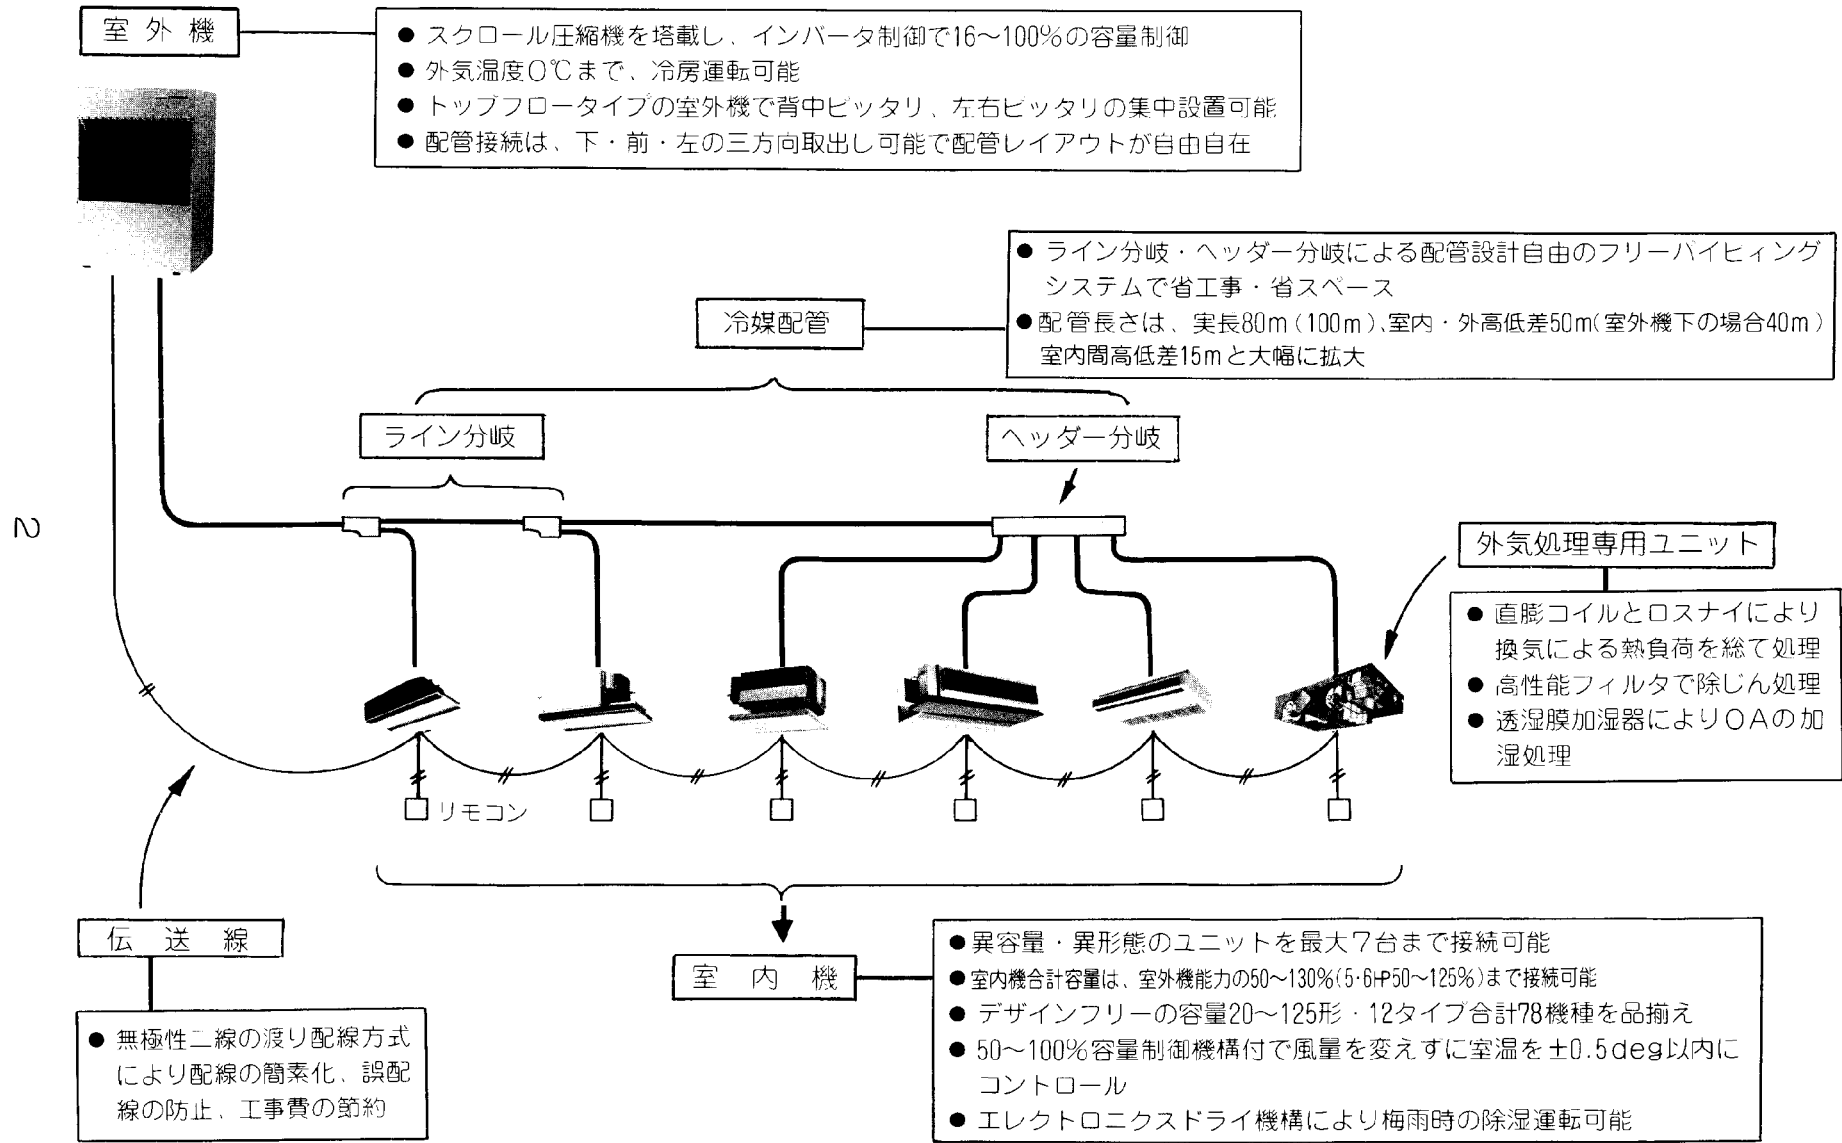 室外機
● スクロール圧縮機を塔載し、インバータ制御で16〜100%の容量制御
● 外気温度0℃まで、冷房運転可能
● トップフロータイプの室外機で背中ピッタリ、左右ピッタリの集中設置可能
● 配管接続は、下・前・左の三方向取出し可能で配管レイアウトが自由自在
冷媒配管
● ライン分岐・ヘッダー分岐による配管設計自由のフリーパイピィング
システムで省工事・省スペース
● 配管長さは、実長80m(100m)、室内・外高低差50m(室外機下の場合40m)
室内間高低差15mと大幅に拡大
ライン分岐
ヘッダー分岐
外気処理専用ユニット
● 直膨コイルとロスナイにより
換気による熱負荷を総て処理
● 高性能フィルタで除じん処理
● 透湿膜加湿器によりOAの加
湿処理
リモコン
伝送線
● 無極性二線の渡り配線方式
により配線の簡素化、誤配
線の防止、工事費の節約
室内機
● 異容量・異形態のユニットを最大7台まで接続可能
● 室内機合計容量は、室外機能力の50〜130%(5・6HP50〜125%)まで接続可能
● デザインフリーの容量20〜125形・12タイプ合計78機種を品揃え
● 50〜100%容量制御機構付で風量を変えずに室温を±0.5deg以内に
コントロール
● エレクトロニクスドライ機構により梅雨時の除湿運転可能
2